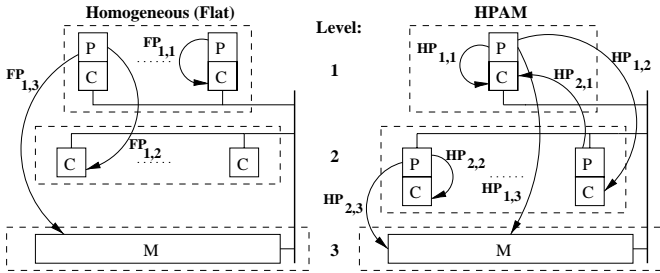 Homogeneous (Flat)
Level:
HPAM
P
FP1,1
P
C
.......
C
FP1,3
1
HP1,1
P
C
HP1,2
HP2,1
FP1,2
C
.......
C
2
P
C
HP2,2
.......
HP1,3
P
C
HP2,3
M
3
M